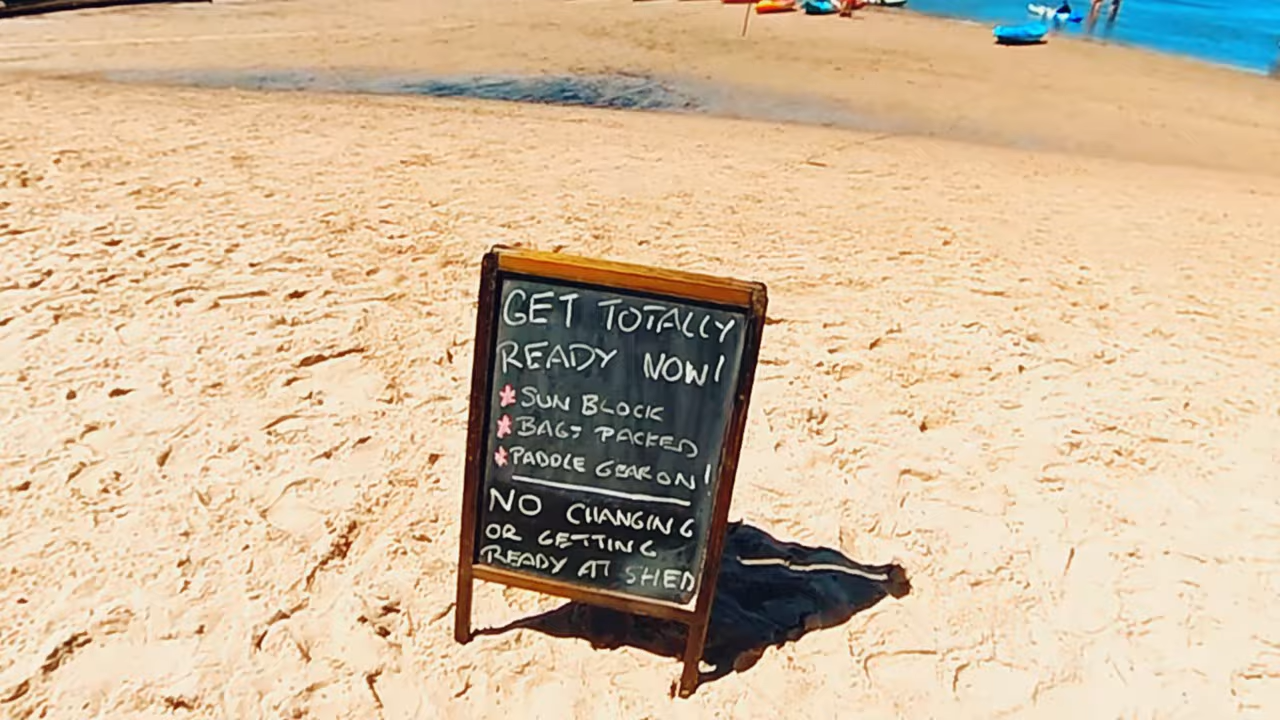 GET TOTALLY
READY NOW!
* SUN BLOCK
* BAGS PACKED
* PADDLE GEAR ON!
NO CHANGING
OR GETTING
READY AT SHED